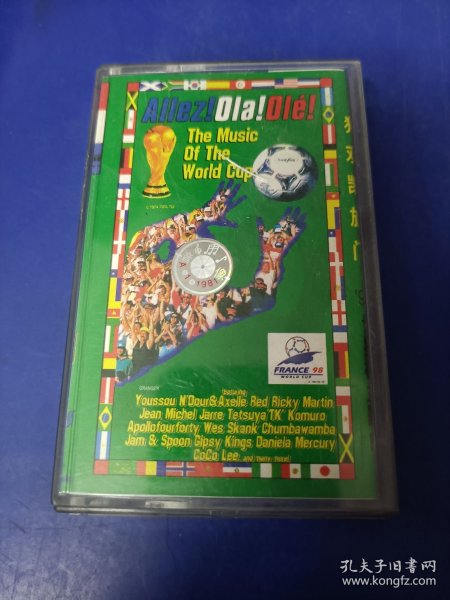 Allez! Ola! Olé!
The Music
Of The
World Cup
FRANCE 98
WORLD CUP
featuring
Youssou N'Dour & Axelle Red Ricky Martin
Jean Michel Jarre Tetsuya "TK" Komuro
Apollofourforty Wes Skank Chumbawamba
Jam & Spoon Gipsy Kings Daniela Mercury
CoCo Lee and many more!
孔夫子旧书网
www.kongfz.com